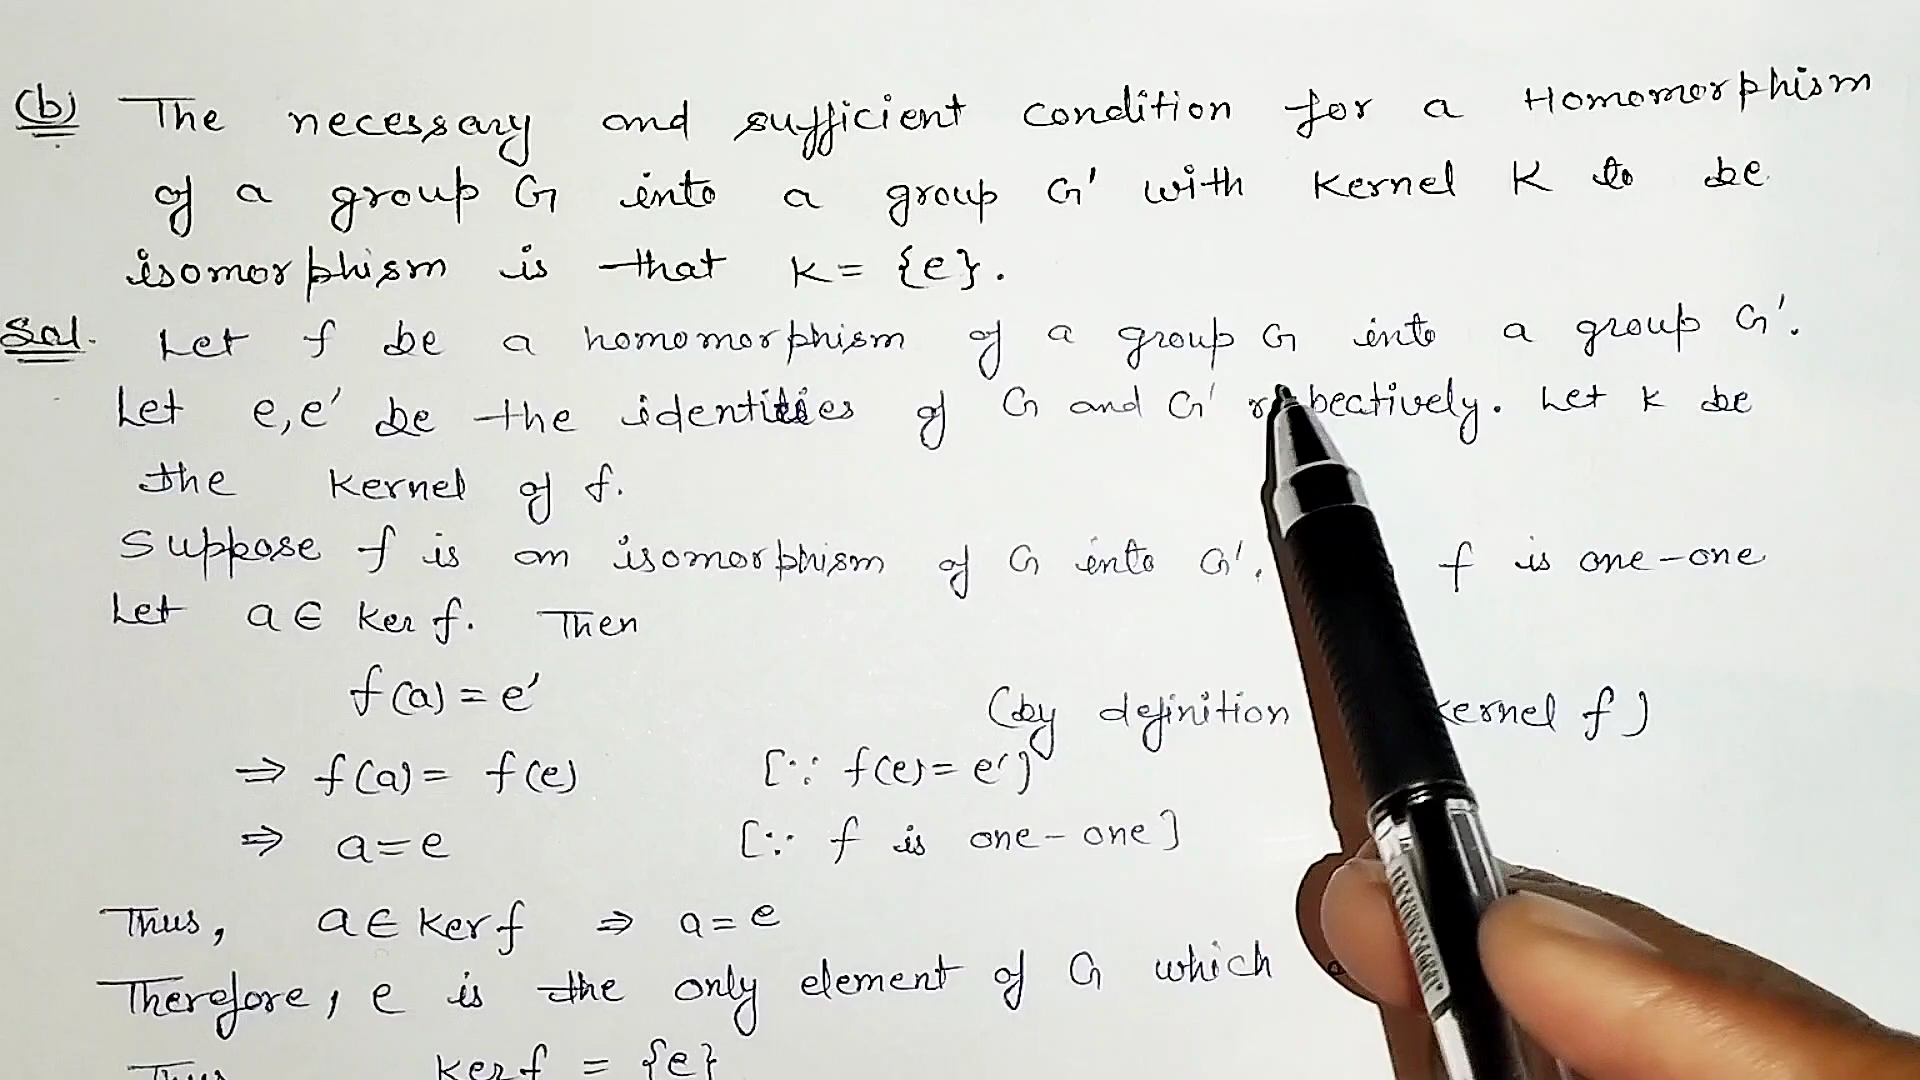 (b) The necessary and sufficient condition for a Homomorphism
of a group G into a group G' with kernel K to be
isomorphism is that K = {e}.
Sol. Let f be a homomorphism of a group G into a group G'.
Let e, e' be the identities of G and G' respectively. Let K be
the kernel of f.
Suppose f is an isomorphism of G into G'. f is one-one
Let a ∈ Ker f. Then
f(a) = e' (by definition kernel f)
⇒ f(a) = f(e) [∵ f(e) = e']
⇒ a = e [∵ f is one-one]
Thus, a ∈ Ker f ⇒ a = e
Therefore, e is the only element of G which
Thus Ker f = {e}